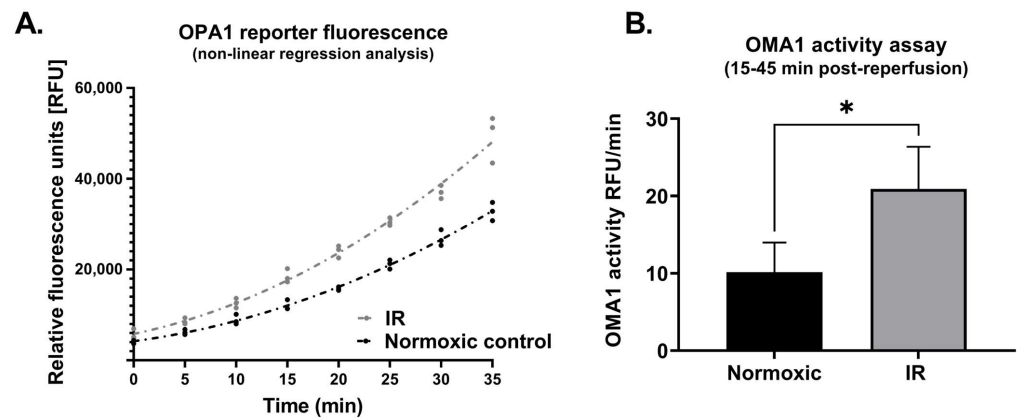 A.
OPA1 reporter fluorescence
(non-linear regression analysis)
Relative fluorescence units [RFU]
60,000
40,000
20,000
0 5 10 15 20 25 30 35
Time (min)
IR
Normoxic control
B.
OMA1 activity assay
(15-45 min post-reperfusion)
*
OMA1 activity RFU/min
30
20
10
0
Normoxic IR